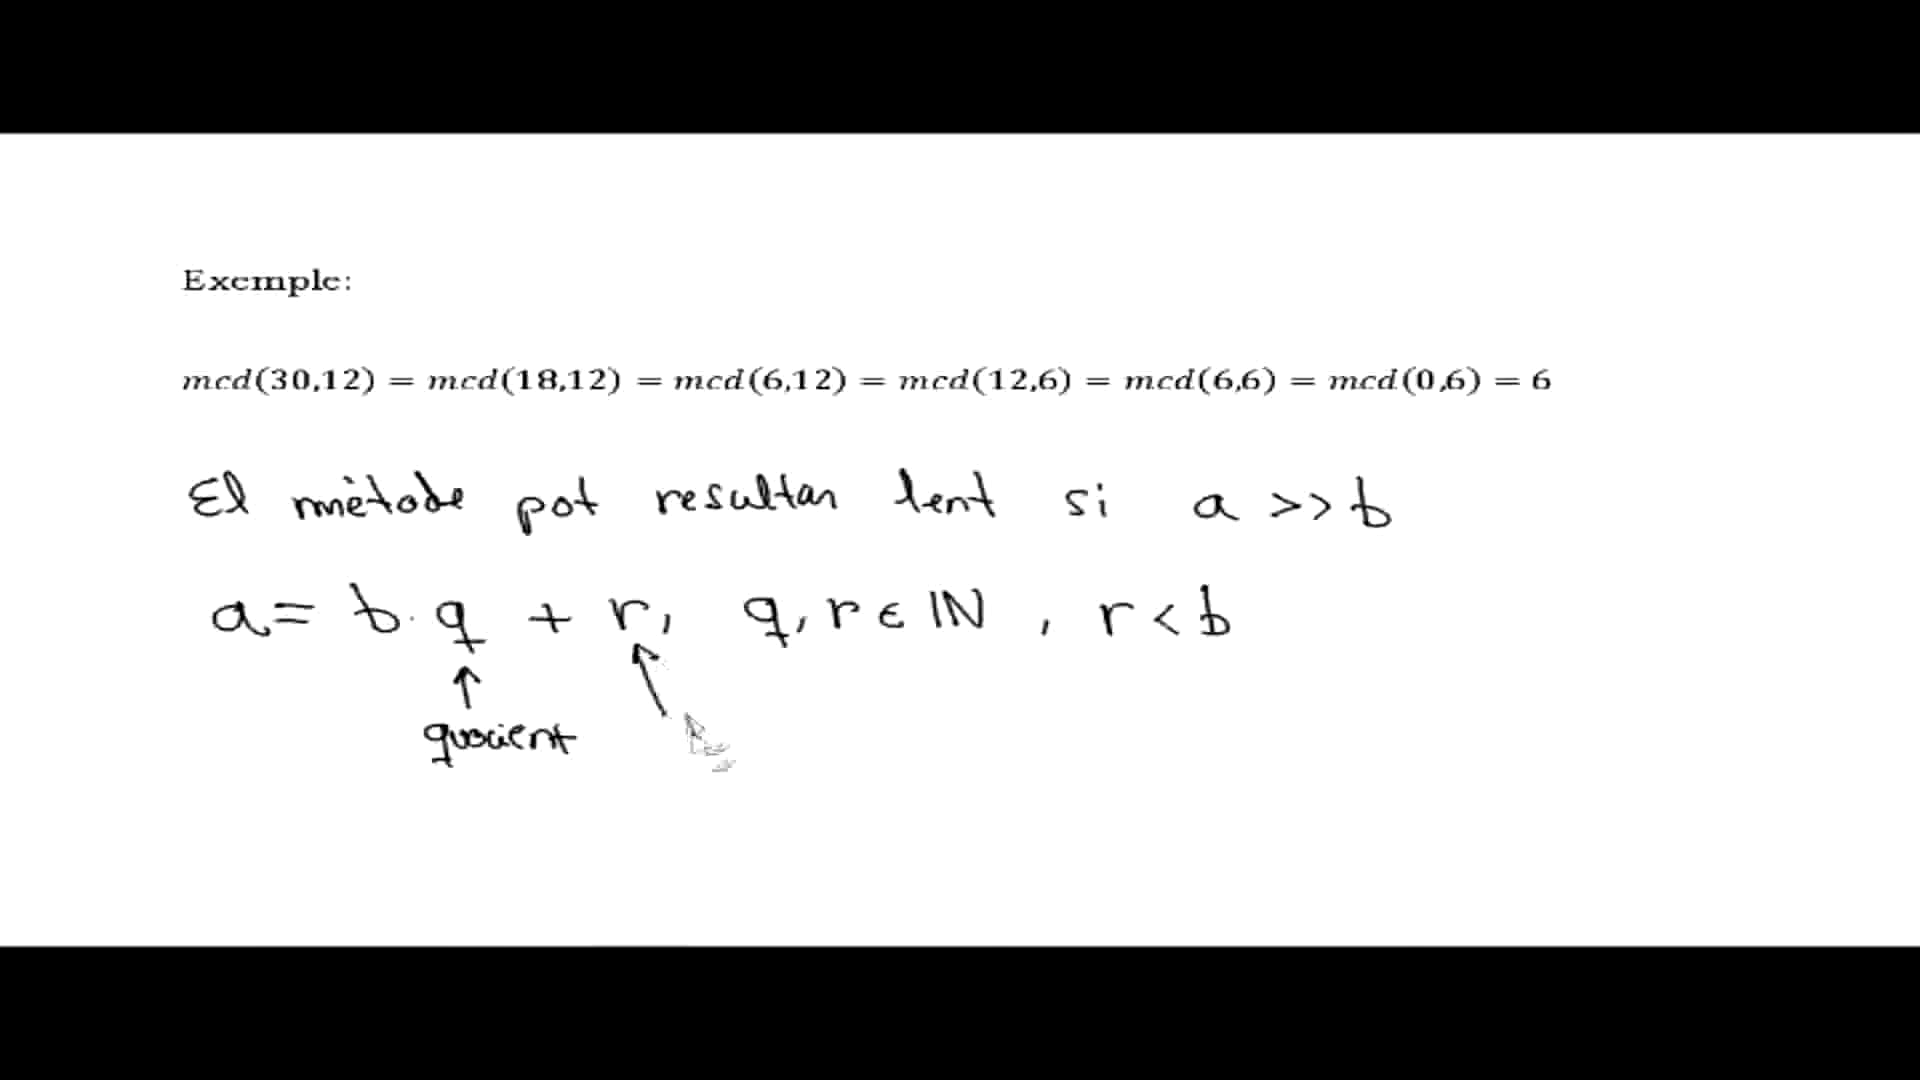 Exemple:
mcd(30,12) = mcd(18,12) = mcd(6,12) = mcd(12,6) = mcd(6,6) = mcd(0,6) = 6
El mètode pot resultar lent si a >> b
a = b · q + r, q, r ∈ ℕ , r < b
↑
quocient